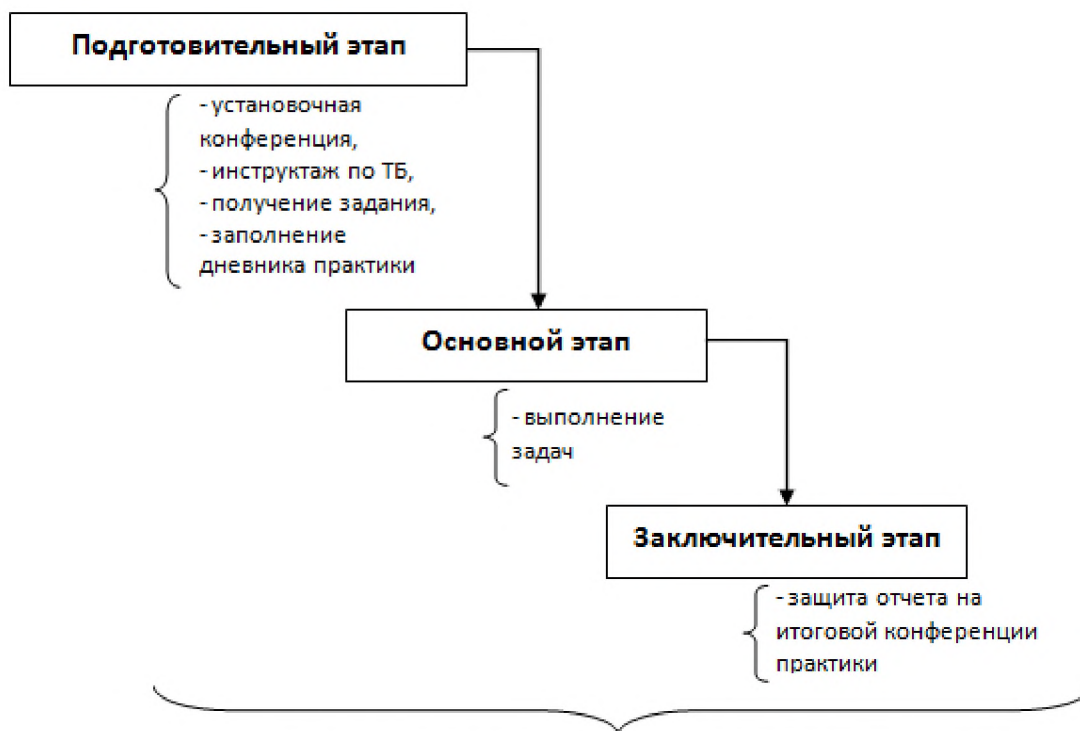 Подготовительный этап
- установочная
конференция,
- инструктаж по ТБ,
- получение задания,
- заполнение
дневника практики
Основной этап
- выполнение
задач
Заключительный этап
- защита отчета на
итоговой конференции
практики